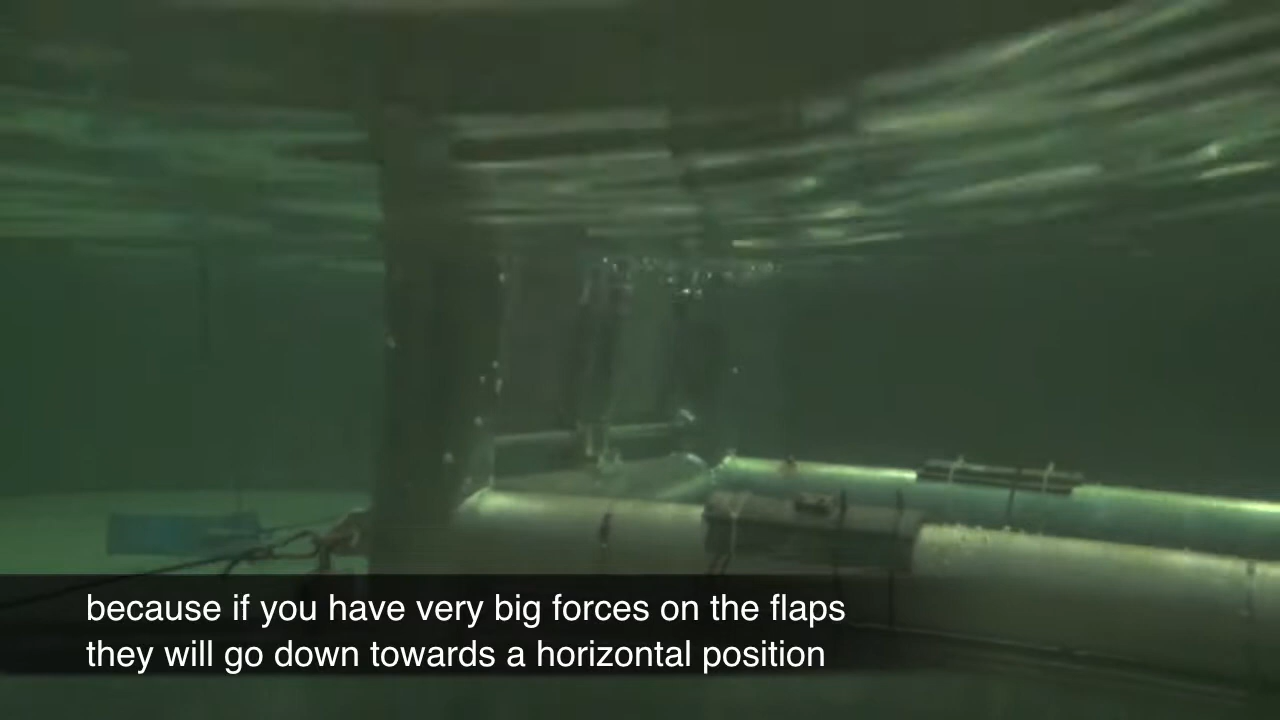 because if you have very big forces on the flaps
they will go down towards a horizontal position